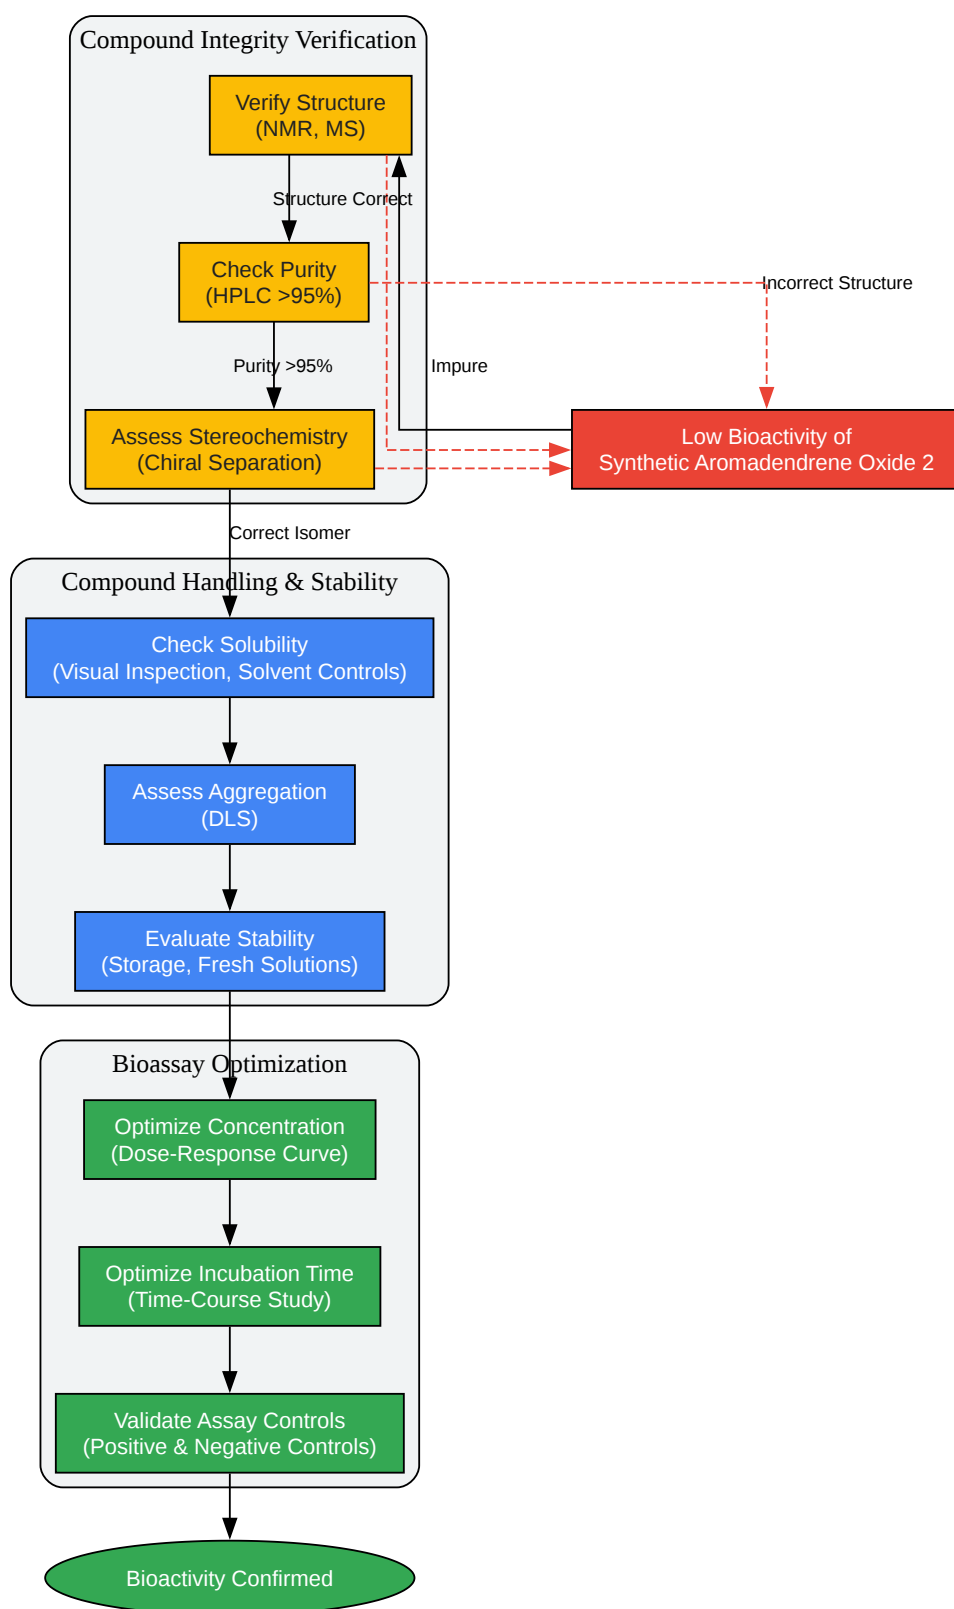 Compound Integrity Verification
Verify Structure
(NMR, MS)
Structure Correct
Check Purity
(HPLC >95%)
Incorrect Structure
Purity >95%
Impure
Assess Stereochemistry
(Chiral Separation)
Low Bioactivity of
Synthetic Aromadendrene Oxide 2
Correct Isomer
Compound Handling & Stability
Check Solubility
(Visual Inspection, Solvent Controls)
Assess Aggregation
(DLS)
Evaluate Stability
(Storage, Fresh Solutions)
Bioassay Optimization
Optimize Concentration
(Dose-Response Curve)
Optimize Incubation Time
(Time-Course Study)
Validate Assay Controls
(Positive & Negative Controls)
Bioactivity Confirmed